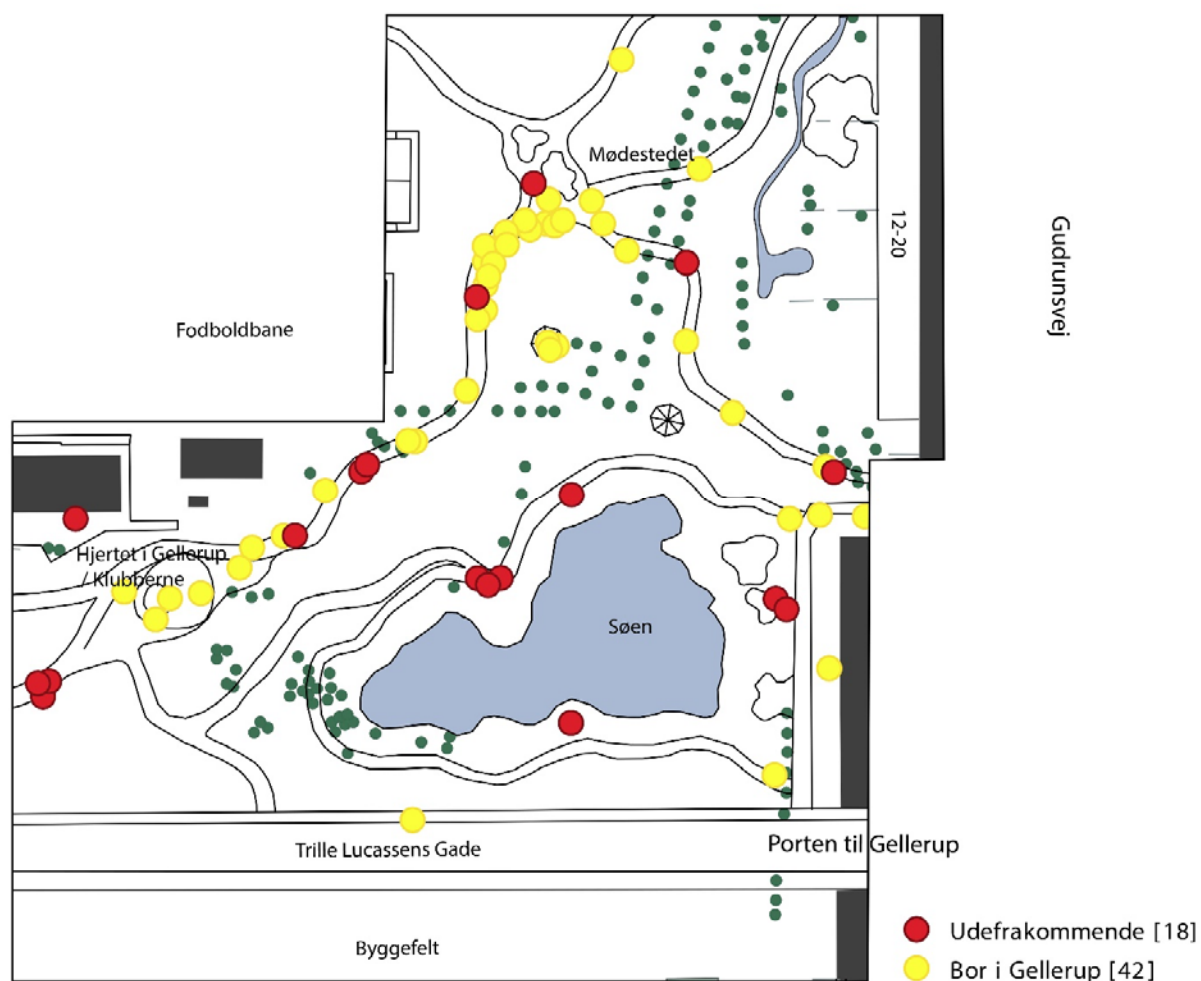 Mødestedet
12-20
Gudrunsvej
Fodboldbane
Hjertet i Gellerup
/ Klubberne
Søen
Trille Lucassens Gade
Porten til Gellerup
Byggefelt
Udefrakommende [18]
Bor i Gellerup [42]